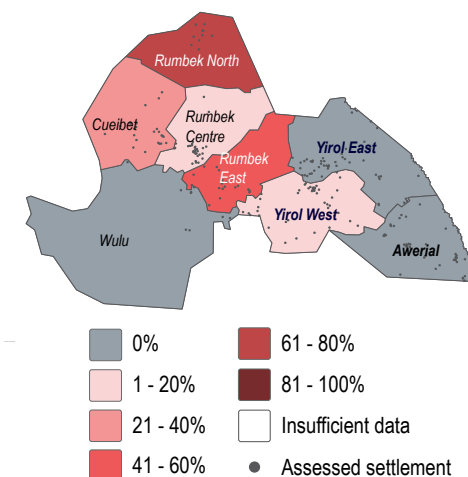 Rumbek North
Cueibet
Rumbek
Centre
Yirol East
Rumbek
East
Yirol West
Wulu
Awerial
0%
1 - 20%
21 - 40%
41 - 60%
61 - 80%
81 - 100%
Insufficient data
Assessed settlement